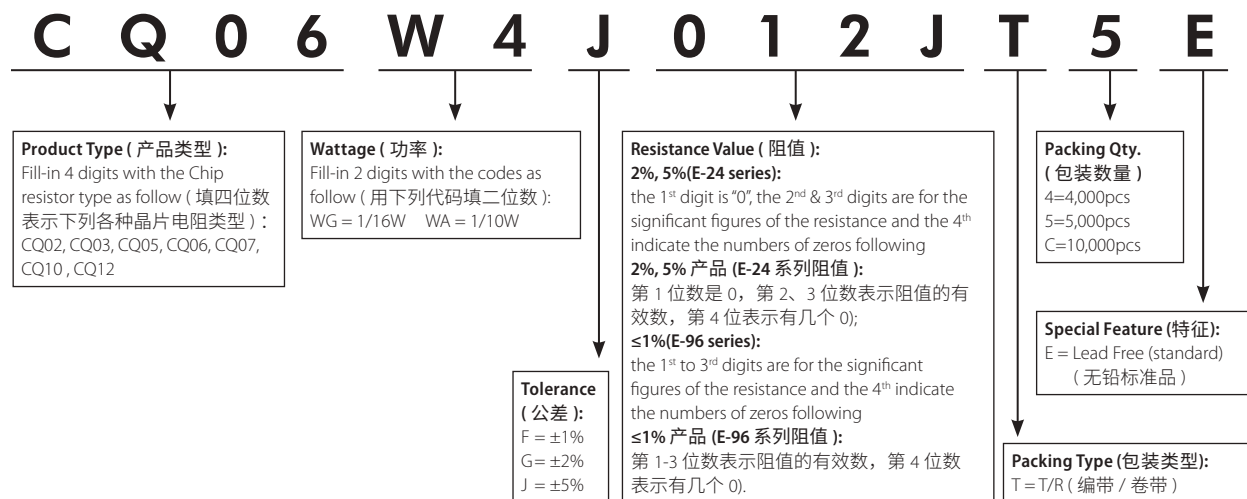 C Q 0 6 W 4 J 0 1 2 J T 5 E
Product Type ( 产品类型 ):
Fill-in 4 digits with the Chip
resistor type as follow ( 填四位数
表示下列各种晶片电阻类型 ) :
CQ02, CQ03, CQ05, CQ06, CQ07,
CQ10 , CQ12
Wattage ( 功率 ):
Fill-in 2 digits with the codes as
follow ( 用下列代码填二位数 ):
WG = 1/16W WA = 1/10W
Tolerance
( 公差 ):
F = ±1%
G= ±2%
J = ±5%
Resistance Value ( 阻值 ):
2%, 5%(E-24 series):
the 1st digit is “0”, the 2nd & 3rd digits are for the
significant figures of the resistance and the 4th
indicate the numbers of zeros following
2%, 5% 产品 (E-24 系列阻值 ):
第 1 位数是 0，第 2、3 位数表示阻值的有
效数，第 4 位表示有几个 0);
≤1%(E-96 series):
the 1st to 3rd digits are for the significant
figures of the resistance and the 4th indicate
the numbers of zeros following
≤1% 产品 (E-96 系列阻值 ):
第 1-3 位数表示阻值的有效数，第 4 位数
表示有几个 0).
Packing Type (包装类型):
T = T/R ( 编带 / 卷带 )
Packing Qty.
( 包装数量 )
4=4,000pcs
5=5,000pcs
C=10,000pcs
Special Feature (特征):
E = Lead Free (standard)
( 无铅标准品 )